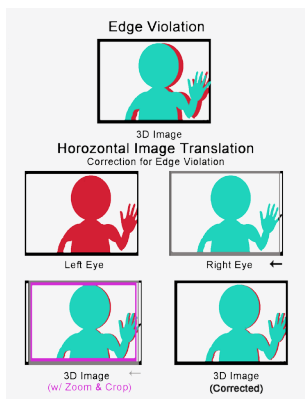 Edge Violation
3D Image
Horozontal Image Translation
Correction for Edge Violation
Left Eye
Right Eye
3D Image
(w/ Zoom & Crop)
3D Image
(Corrected)